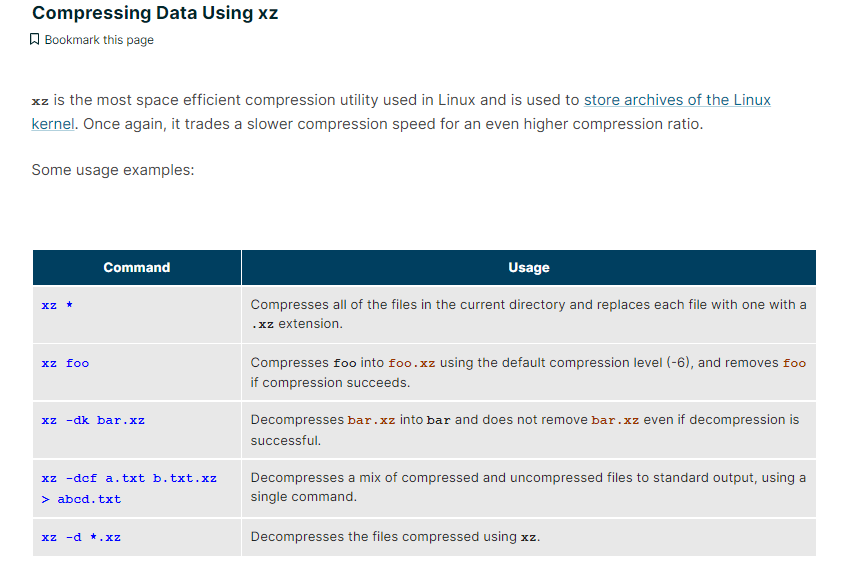 Compressing Data Using xz
Bookmark this page
xz is the most space efficient compression utility used in Linux and is used to store archives of the Linux
kernel. Once again, it trades a slower compression speed for an even higher compression ratio.
Some usage examples:
Command Usage
xz * Compresses all of the files in the current directory and replaces each file with one with a
.xz extension.
xz foo Compresses foo into foo.xz using the default compression level (-6), and removes foo
if compression succeeds.
xz -dk bar.xz Decompresses bar.xz into bar and does not remove bar.xz even if decompression is
successful.
xz -dcf a.txt b.txt.xz Decompresses a mix of compressed and uncompressed files to standard output, using a
> abcd.txt single command.
xz -d *.xz Decompresses the files compressed using xz.